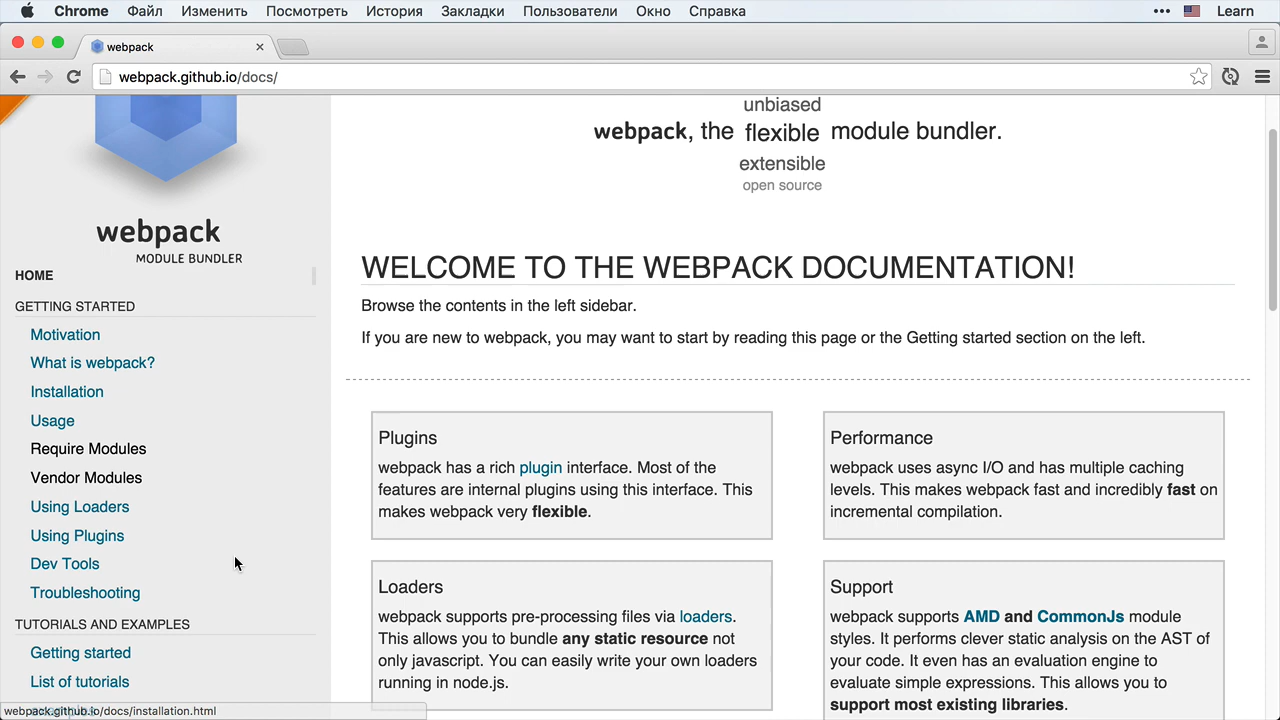 Chrome Файл Изменить Посмотреть История Закладки Пользователи Окно Справка ••• Learn
webpack
webpack.github.io/docs/
webpack
MODULE BUNDLER
HOME
GETTING STARTED
Motivation
What is webpack?
Installation
Usage
Require Modules
Vendor Modules
Using Loaders
Using Plugins
Dev Tools
Troubleshooting
TUTORIALS AND EXAMPLES
Getting started
List of tutorials
webpack.github.io/docs/installation.html
unbiased
webpack, the flexible module bundler.
extensible
open source
WELCOME TO THE WEBPACK DOCUMENTATION!
Browse the contents in the left sidebar.
If you are new to webpack, you may want to start by reading this page or the Getting started section on the left.
Plugins
webpack has a rich plugin interface. Most of the
features are internal plugins using this interface. This
makes webpack very flexible.
Performance
webpack uses async I/O and has multiple caching
levels. This makes webpack fast and incredibly fast on
incremental compilation.
Loaders
webpack supports pre-processing files via loaders.
This allows you to bundle any static resource not
only javascript. You can easily write your own loaders
running in node.js.
Support
webpack supports AMD and CommonJs module
styles. It performs clever static analysis on the AST of
your code. It even has an evaluation engine to
evaluate simple expressions. This allows you to
support most existing libraries.